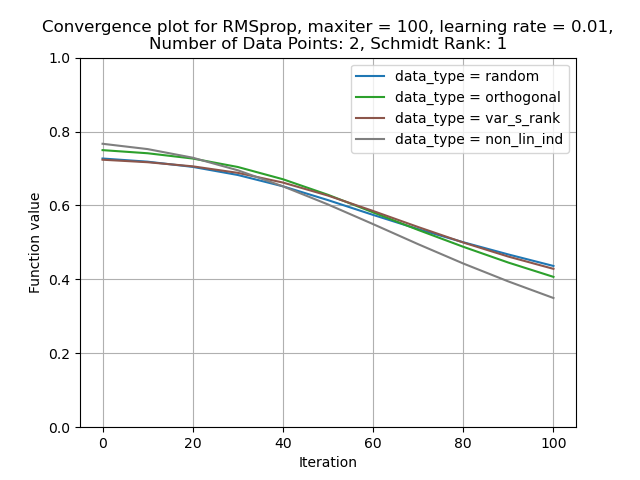 Convergence plot for RMSprop, maxiter = 100, learning rate = 0.01,
Number of Data Points: 2, Schmidt Rank: 1
data_type = random
data_type = orthogonal
data_type = var_s_rank
data_type = non_lin_ind
Function value
1.0
0.8
0.6
0.4
0.2
0.0
0 20 40 60 80 100
Iteration